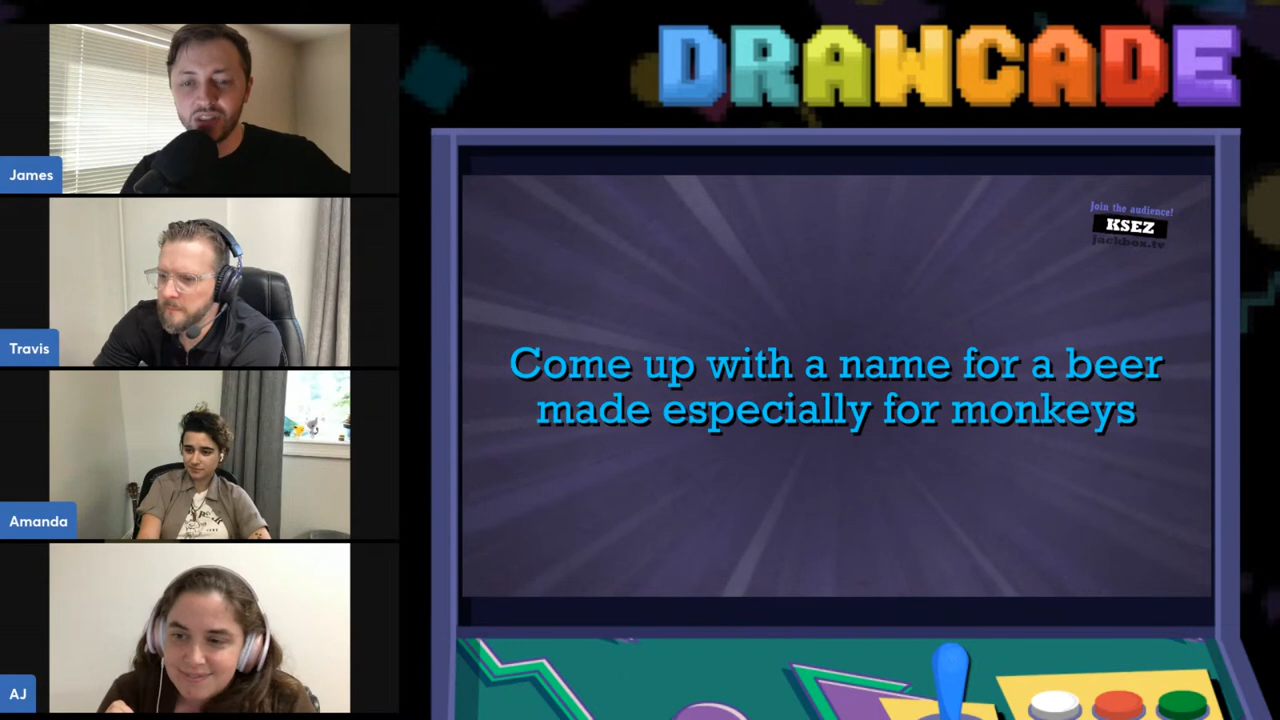 DRAWCADE
James
Join the audience!
KSEZ
jackbox.tv
Travis
Come up with a name for a beer
made especially for monkeys
Amanda
AJ